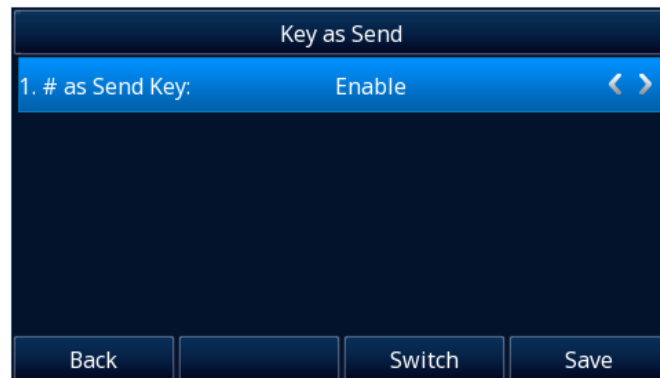 Key as Send
1. # as Send Key: Enable
Back Switch Save